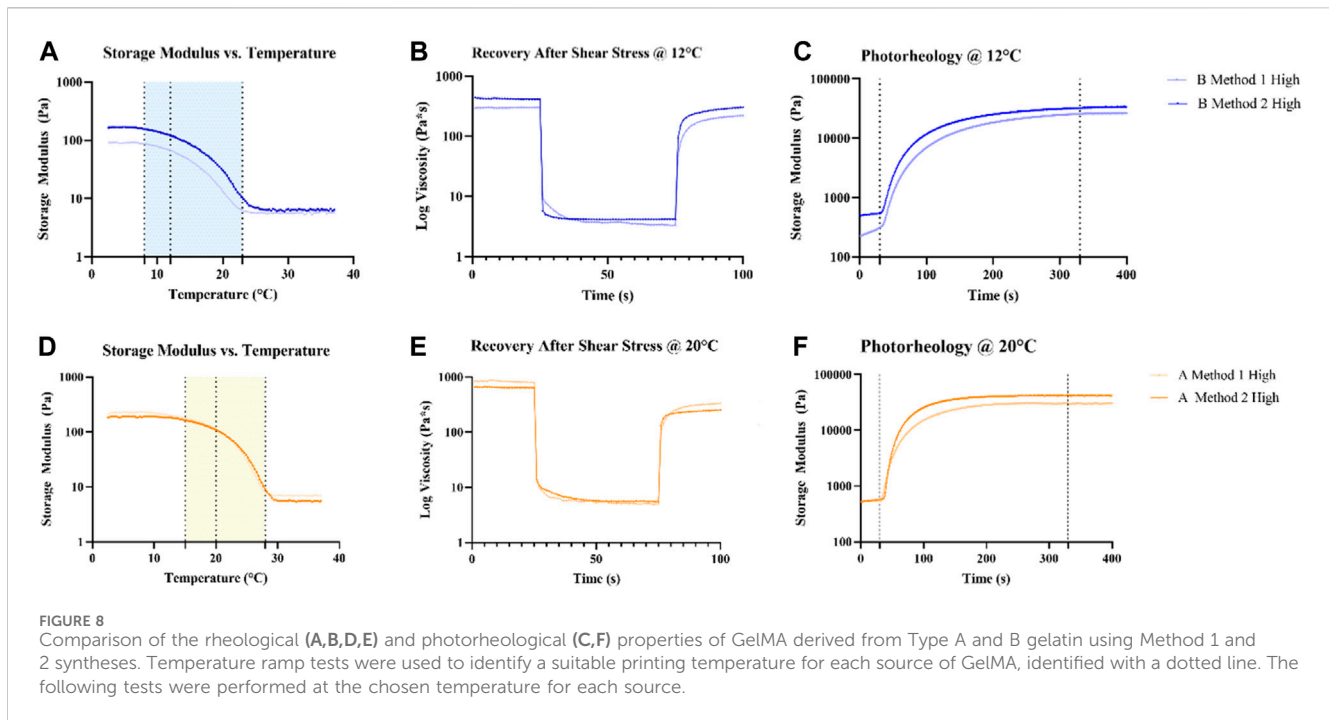 A
Storage Modulus vs. Temperature
1000
100
10
1
Storage Modulus (Pa)
0
10
20
30
40
Temperature (°C)
B
Recovery After Shear Stress @ 12°C
1000
100
10
1
Log Viscosity (Pa*s)
0
50
100
Time (s)
C
Photorheology @ 12°C
100000
10000
1000
100
Storage Modulus (Pa)
0
100
200
300
400
Time (s)
B Method 1 High
B Method 2 High
D
Storage Modulus vs. Temperature
1000
100
10
1
Storage Modulus (Pa)
0
10
20
30
40
Temperature (°C)
E
Recovery After Shear Stress @ 20°C
1000
100
10
1
Log Viscosity (Pa*s)
0
50
100
Time (s)
F
Photorheology @ 20°C
100000
10000
1000
100
Storage Modulus (Pa)
0
100
200
300
400
Time (s)
A Method 1 High
A Method 2 High
FIGURE 8
Comparison of the rheological (A,B,D,E) and photorheological (C,F) properties of GelMA derived from Type A and B gelatin using Method 1 and
2 syntheses. Temperature ramp tests were used to identify a suitable printing temperature for each source of GelMA, identified with a dotted line. The
following tests were performed at the chosen temperature for each source.